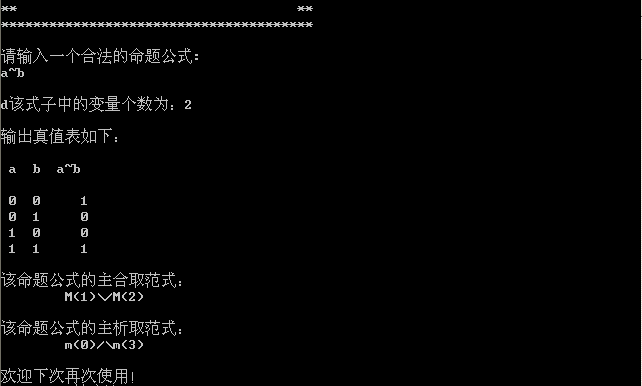 **                                   **
***************************************
请输入一个合法的命题公式:
a~b
d该式子中的变量个数为: 2
输出真值表如下:
a  b  a~b
0  0     1
0  1     0
1  0     0
1  1     1
该命题公式的主合取范式:
M(1)\/M(2)
该命题公式的主析取范式:
m(0)/\m(3)
欢迎下次再次使用!